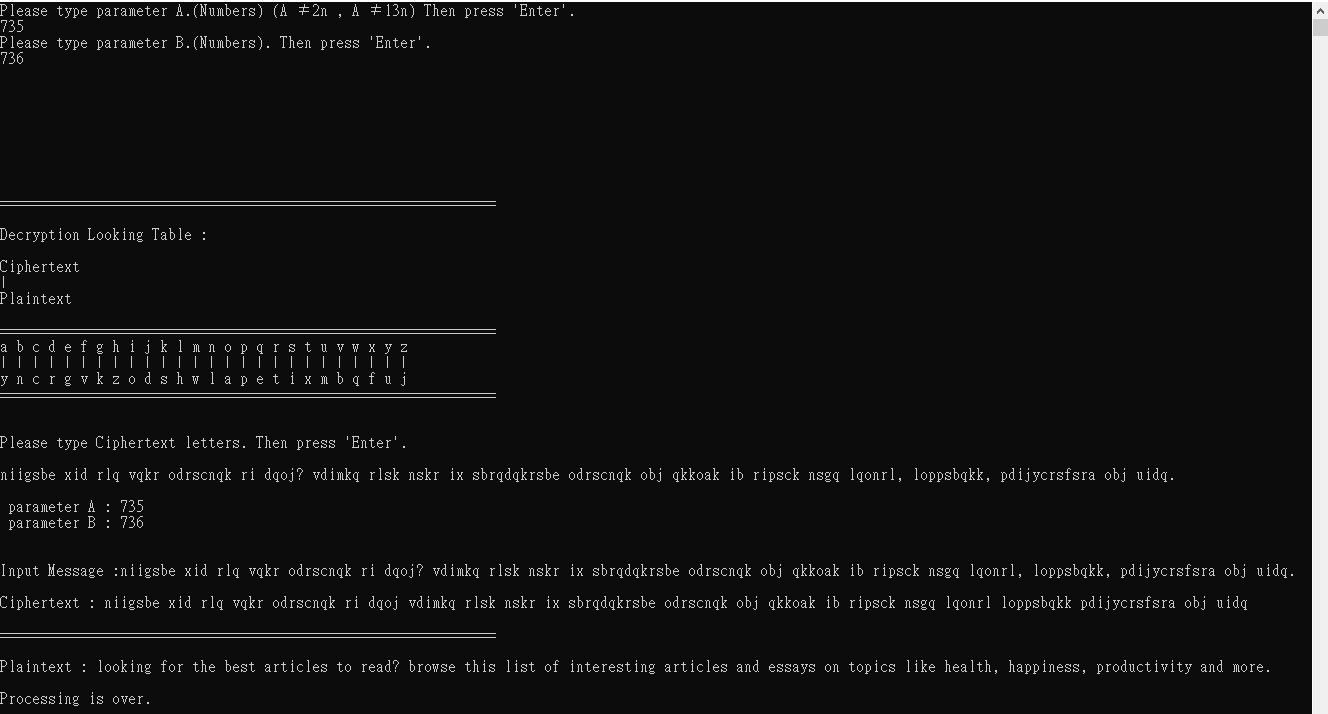 Please type parameter A.(Numbers) (A ≠2n , A ≠13n) Then press 'Enter'.
735
Please type parameter B.(Numbers). Then press 'Enter'.
736
Decryption Looking Table :
Ciphertext
|
Plaintext
a b c d e f g h i j k l m n o p q r s t u v w x y z
| | | | | | | | | | | | | | | | | | | | | | | | | |
y n c r g v k z o d s h w l a p e t i x m b q f u j
Please type Ciphertext letters. Then press 'Enter'.
niigsbe xid rlq vqkr odrscnqk ri dqoj? vdimkq rlsk nskr ix sbrqdqkrsbe odrscnqk obj qkkoak ib ripsck nsgq lqonrl, loppsbqkk, pdijycrsfsra obj uidq.
parameter A : 735
parameter B : 736
Input Message :niigsbe xid rlq vqkr odrscnqk ri dqoj? vdimkq rlsk nskr ix sbrqdqkrsbe odrscnqk obj qkkoak ib ripsck nsgq lqonrl, loppsbqkk, pdijycrsfsra obj uidq.
Ciphertext : niigsbe xid rlq vqkr odrscnqk ri dqoj vdimkq rlsk nskr ix sbrqdqkrsbe odrscnqk obj qkkoak ib ripsck nsgq lqonrl loppsbqkk pdijycrsfsra obj uidq
Plaintext : looking for the best articles to read? browse this list of interesting articles and essays on topics like health, happiness, productivity and more.
Processing is over.